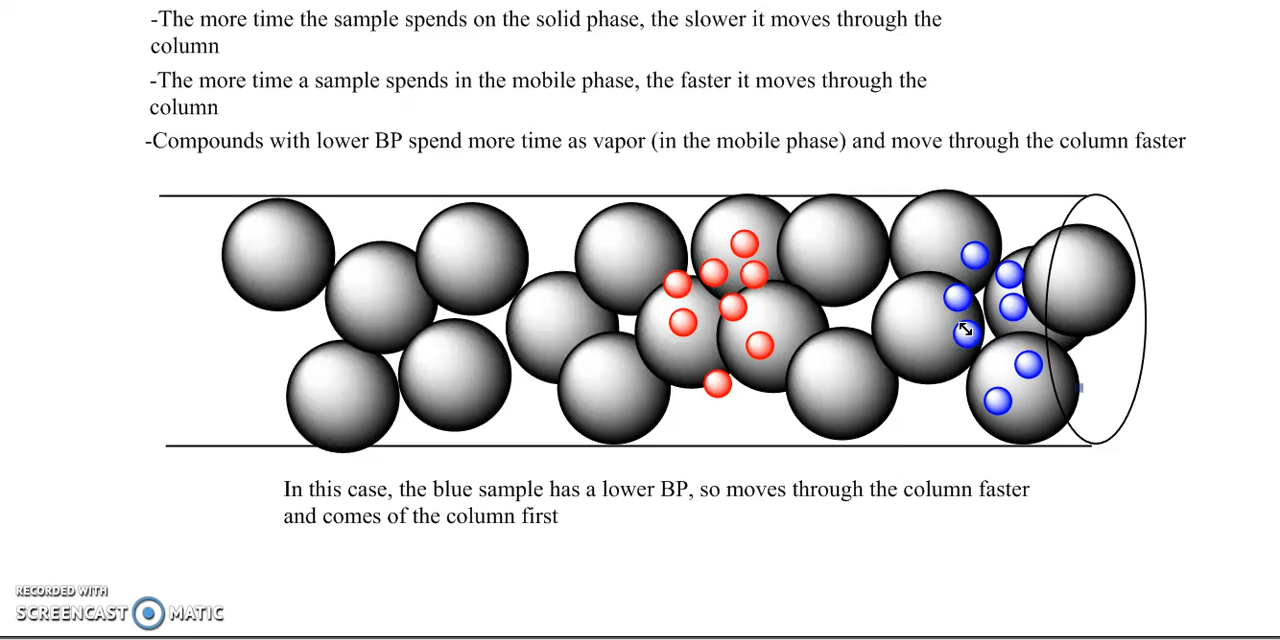 -The more time the sample spends on the solid phase, the slower it moves through the
column
-The more time a sample spends in the mobile phase, the faster it moves through the
column
-Compounds with lower BP spend more time as vapor (in the mobile phase) and move through the column faster
In this case, the blue sample has a lower BP, so moves through the column faster
and comes of the column first
RECORDED WITH
SCREENCAST MATIC